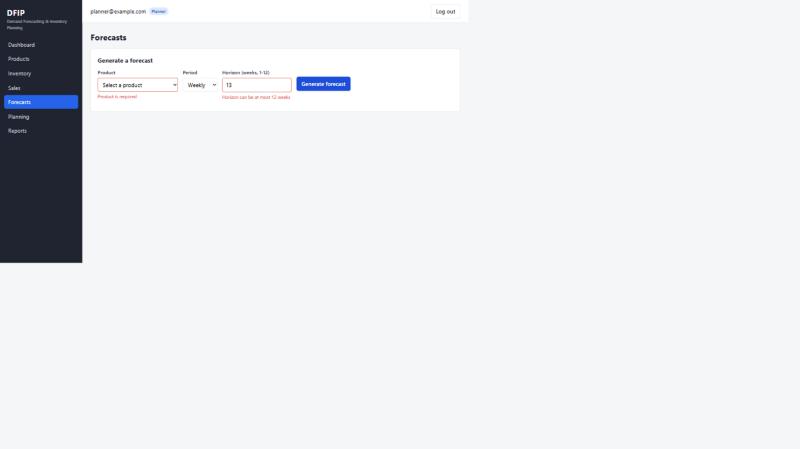 DFIP
Demand Forecasting & Inventory
Planning
Dashboard
Products
Inventory
Sales
Forecasts
Planning
Reports
planner@example.com
Planner
Log out
Forecasts
Generate a forecast
Product
Period
Horizon (weeks, 1-12)
Select a product
Weekly
13
Generate forecast
Product is required
Horizon can be at most 12 weeks